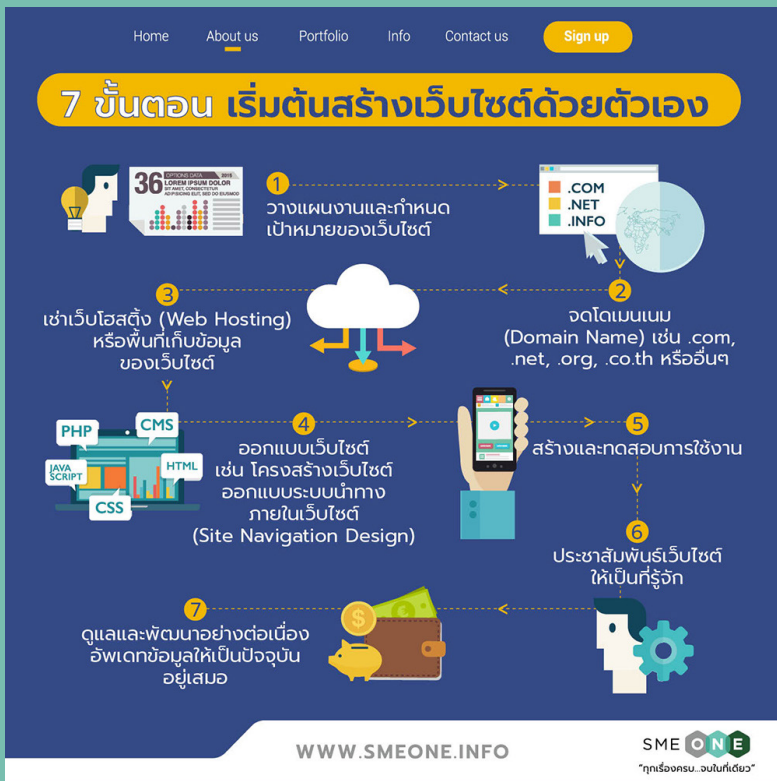 Home About us Portfolio Info Contact us Sign up
7 ขั้นตอน เริ่มต้นสร้างเว็บไซต์ด้วยตัวเอง
36
OPTIONS DATA 2015
LOREM IPSUM DOLOR
SIT AMET, CONSECTETUR
ADIPISICING ELIT, SED DO EIUSMOD
1
วางแผนงานและกำหนด
เป้าหมายของเว็บไซต์
.COM
.NET
.INFO
2
จดโดเมนเนม
(Domain Name) เช่น .com,
.net, .org, .co.th หรืออื่นๆ
3
เช่าเว็บโฮสติ้ง (Web Hosting)
หรือพื้นที่เก็บข้อมูล
ของเว็บไซต์
PHP
CMS
JAVA
SCRIPT
HTML
CSS
4
ออกแบบเว็บไซต์
เช่น โครงสร้างเว็บไซต์
ออกแบบระบบนำทาง
ภายในเว็บไซต์
(Site Navigation Design)
5
สร้างและทดสอบการใช้งาน
6
ประชาสัมพันธ์เว็บไซต์
ให้เป็นที่รู้จัก
7
ดูแลและพัฒนาอย่างต่อเนื่อง
อัพเดทข้อมูลให้เป็นปัจจุบัน
อยู่เสมอ
$
€
WWW.SMEONE.INFO
SME ONE
"ทุกเรื่องครบ...จบในที่เดียว"